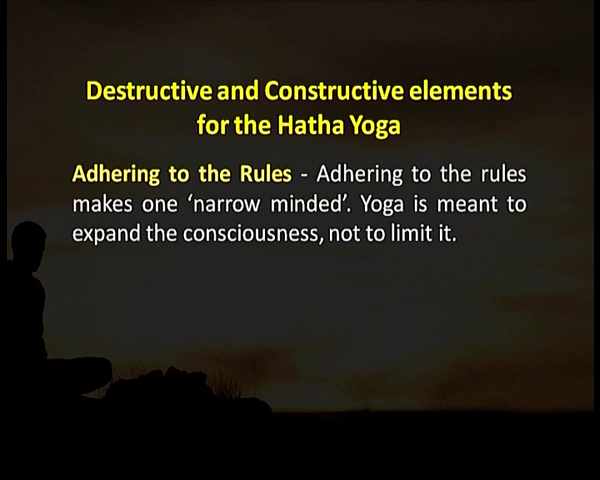 Destructive and Constructive elements
for the Hatha Yoga
Adhering to the Rules - Adhering to the rules
makes one ‘narrow minded’. Yoga is meant to
expand the consciousness, not to limit it.